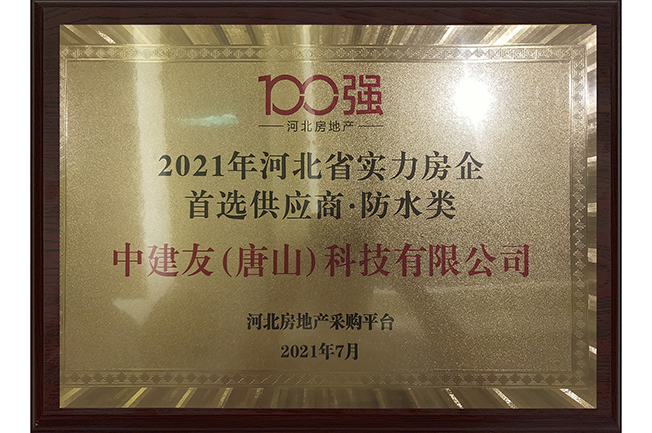 100强
河北房地产
2021年河北省实力房企
首选供应商·防水类
中建友(唐山)科技有限公司
河北房地产采购平台
2021年7月